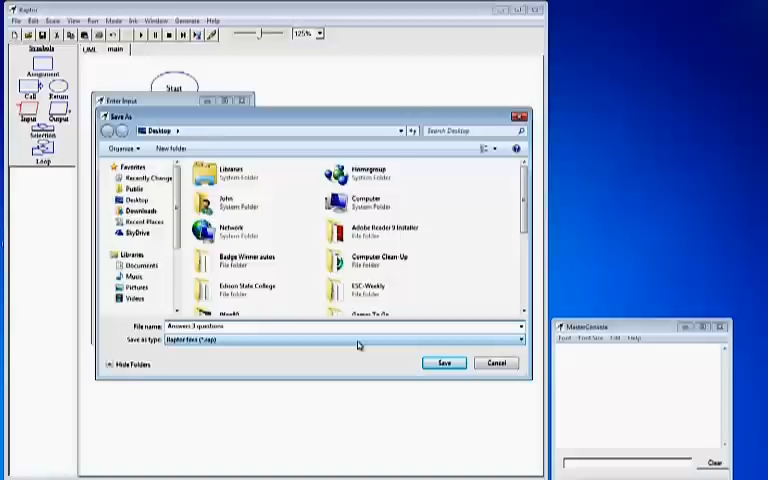 Raptor
File Edit Scale View Run Mode Ink Window Generate Help
125%
Symbols
UML main
Assignment
Call Return
Input Output
Selection
Loop
Start
Enter Input
Save As
Desktop
Search Desktop
Organize New folder
Favorites
Recently Change
Public
Desktop
Downloads
Recent Places
SkyDrive
Libraries
Documents
Music
Pictures
Videos
Libraries
System Folder
Homegroup
System Folder
John
System Folder
Computer
System Folder
Network
System Folder
Adobe Reader 9 Installer
File folder
Badge Winner autos
File folder
Computer Clean-Up
File folder
Edison State College
File folder
ESC-Weekly
File folder
Games To Go
File name: Answers 3 questions
Save as type: Raptor files (*.rap)
Hide Folders
Save
Cancel
MasterConsole
Font Font Size Edit Help
Clear